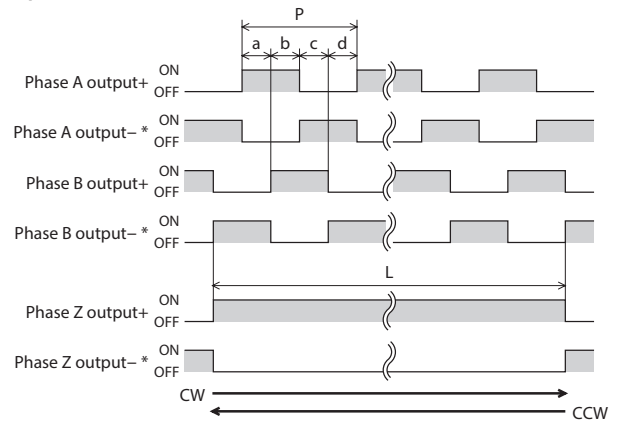 P
a b c d
Phase A output+ ON
OFF
Phase A output− * ON
OFF
Phase B output+ ON
OFF
Phase B output− * ON
OFF
L
Phase Z output+ ON
OFF
Phase Z output− * ON
OFF
CW
CCW